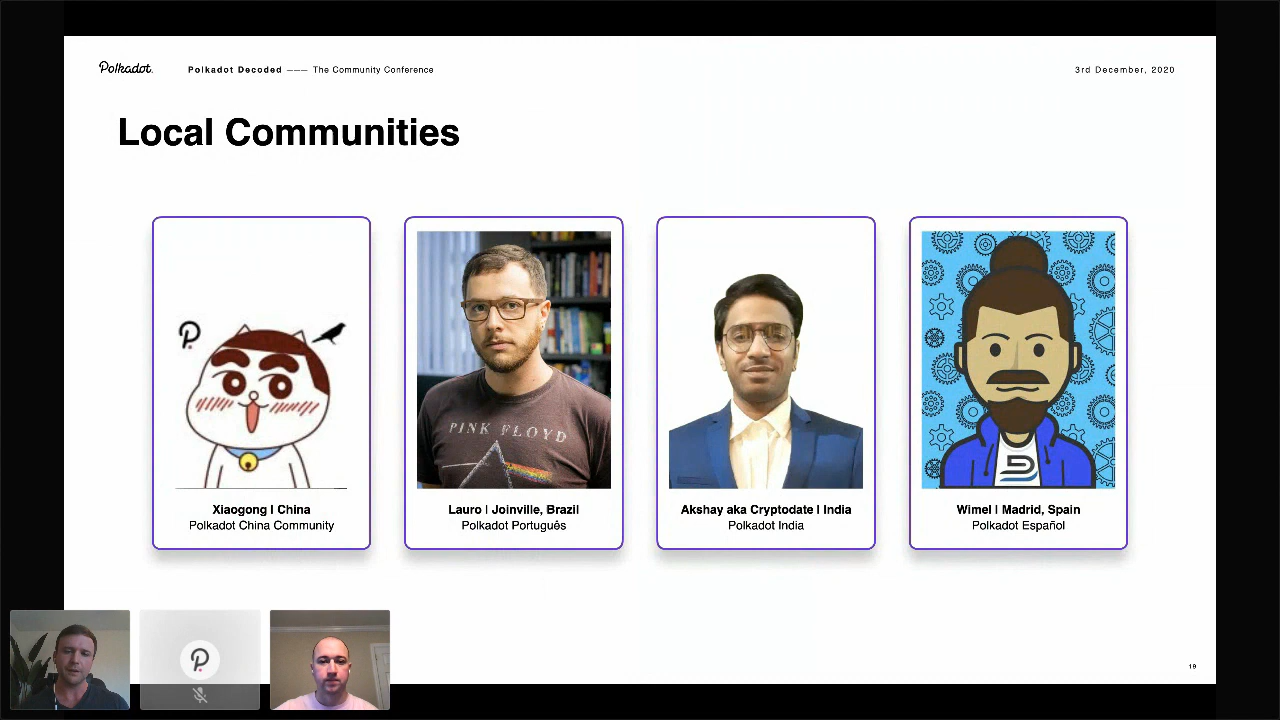 Polkadot.
Polkadot Decoded ——— The Community Conference
3rd December, 2020
Local Communities
PINK FLOYD
Xiaogong | China
Polkadot China Community
Lauro | Joinville, Brazil
Polkadot Português
Akshay aka Cryptodate | India
Polkadot India
Wimel | Madrid, Spain
Polkadot Español
19